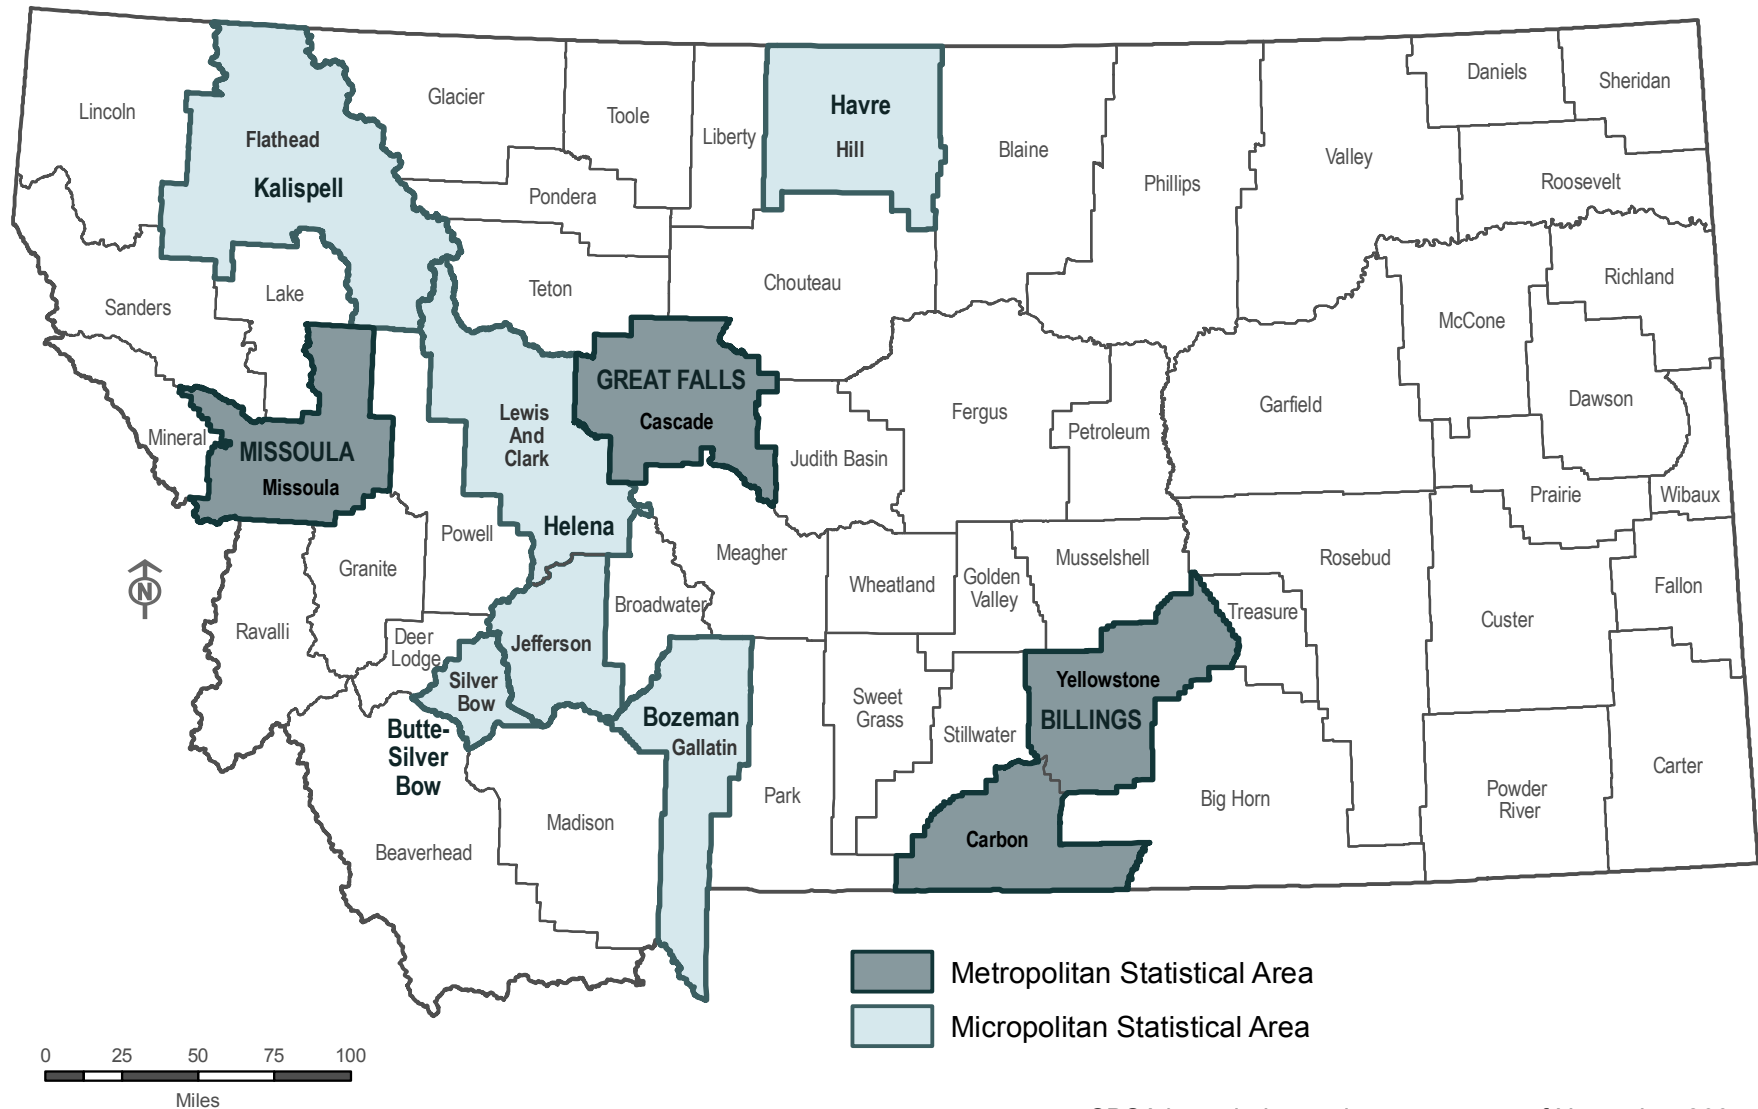 Lincoln
Flathead
Kalispell
Glacier
Toole
Liberty
Havre
Hill
Blaine
Phillips
Valley
Daniels
Sheridan
Roosevelt
Pondera
Sanders
Lake
Teton
Chouteau
McCone
Richland
GREAT FALLS
Cascade
Lewis
And
Clark
Fergus
Petroleum
Garfield
Dawson
Mineral
MISSOULA
Missoula
Judith Basin
Prairie
Wibaux
Powell
Helena
Meagher
Musselshell
Rosebud
Granite
Wheatland
Golden
Valley
Fallon
N
Broadwater
Treasure
Custer
Ravalli
Deer
Lodge
Jefferson
Silver
Bow
Yellowstone
BILLINGS
Sweet
Grass
Stillwater
Bozeman
Gallatin
Butte-
Silver
Bow
Park
Carter
Big Horn
Powder
River
Madison
Beaverhead
Carbon
Metropolitan Statistical Area
Micropolitan Statistical Area
0 25 50 75 100
Miles